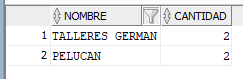 NOMBRE CANTIDAD
1 TALLERES GERMAN 2
2 PELUCAN 2